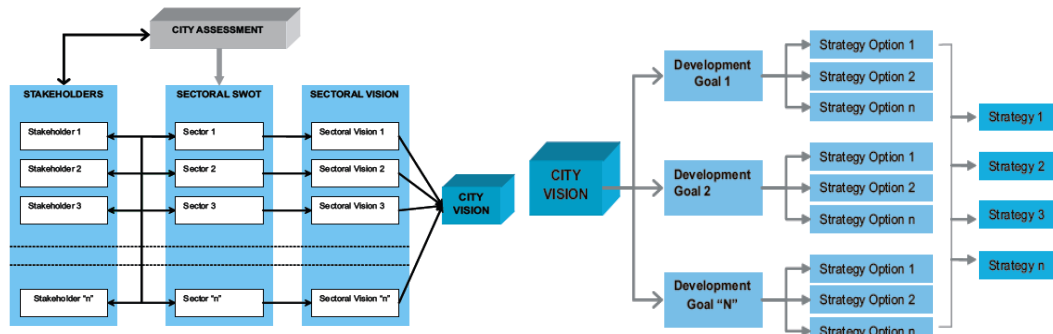 CITY ASSESSMENT
STAKEHOLDERS
SECTORAL SWOT
SECTORAL VISION
Stakeholder 1
Sector 1
Sectoral Vision 1
Stakeholder 2
Sector 2
Sectoral Vision 2
Stakeholder 3
Sector 3
Sectoral Vision 3
Stakeholder "n"
Sector "n"
Sectoral Vision "n"
CITY
VISION
CITY
VISION
Development
Goal 1
Strategy Option 1
Strategy Option 2
Strategy Option n
Development
Goal 2
Strategy Option 1
Strategy Option 2
Strategy Option n
Development
Goal "N"
Strategy Option 1
Strategy Option 2
Strategy Option n
Strategy 1
Strategy 2
Strategy 3
Strategy n